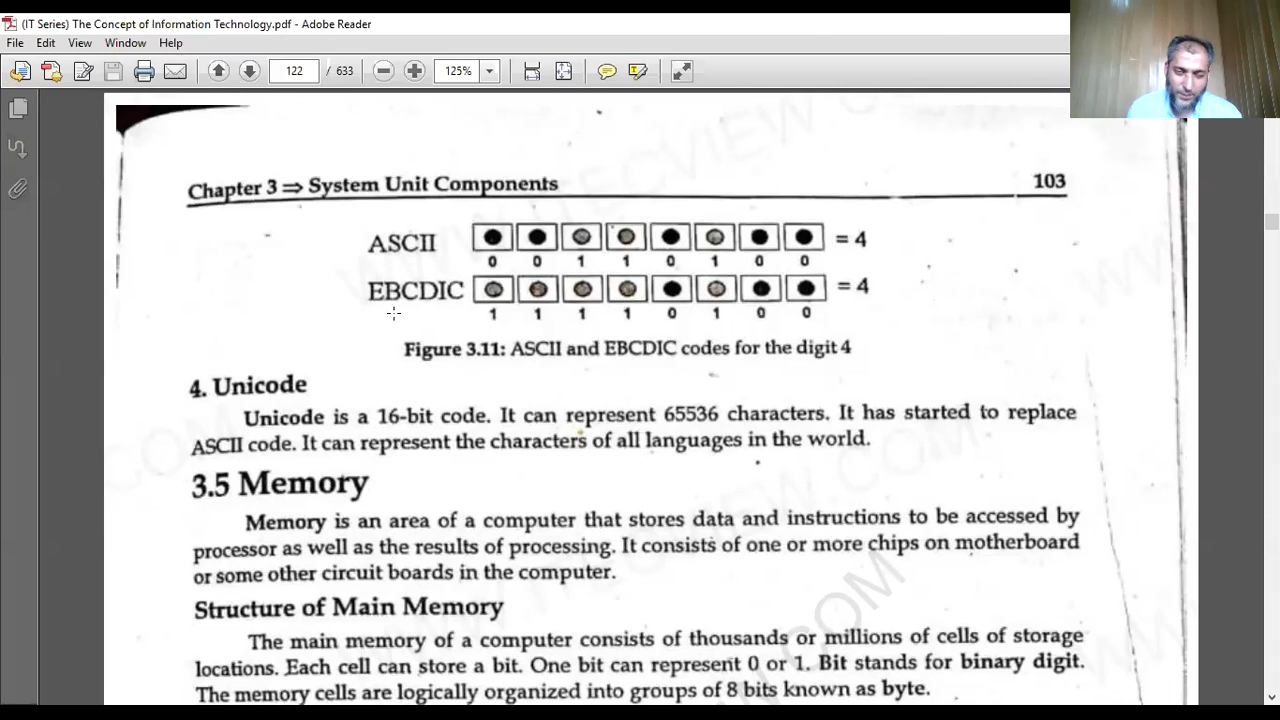 (IT Series) The Concept of Information Technology.pdf - Adobe Reader
File Edit View Window Help
122 / 633 125%
Chapter 3 ⇒ System Unit Components 103
ASCII = 4
0 0 1 1 0 1 0 0
EBCDIC = 4
1 1 1 1 0 1 0 0
Figure 3.11: ASCII and EBCDIC codes for the digit 4
4. Unicode
Unicode is a 16-bit code. It can represent 65536 characters. It has started to replace
ASCII code. It can represent the characters of all languages in the world.
3.5 Memory
Memory is an area of a computer that stores data and instructions to be accessed by
processor as well as the results of processing. It consists of one or more chips on motherboard
or some other circuit boards in the computer.
Structure of Main Memory
The main memory of a computer consists of thousands or millions of cells of storage
locations. Each cell can store a bit. One bit can represent 0 or 1. Bit stands for binary digit.
The memory cells are logically organized into groups of 8 bits known as byte.